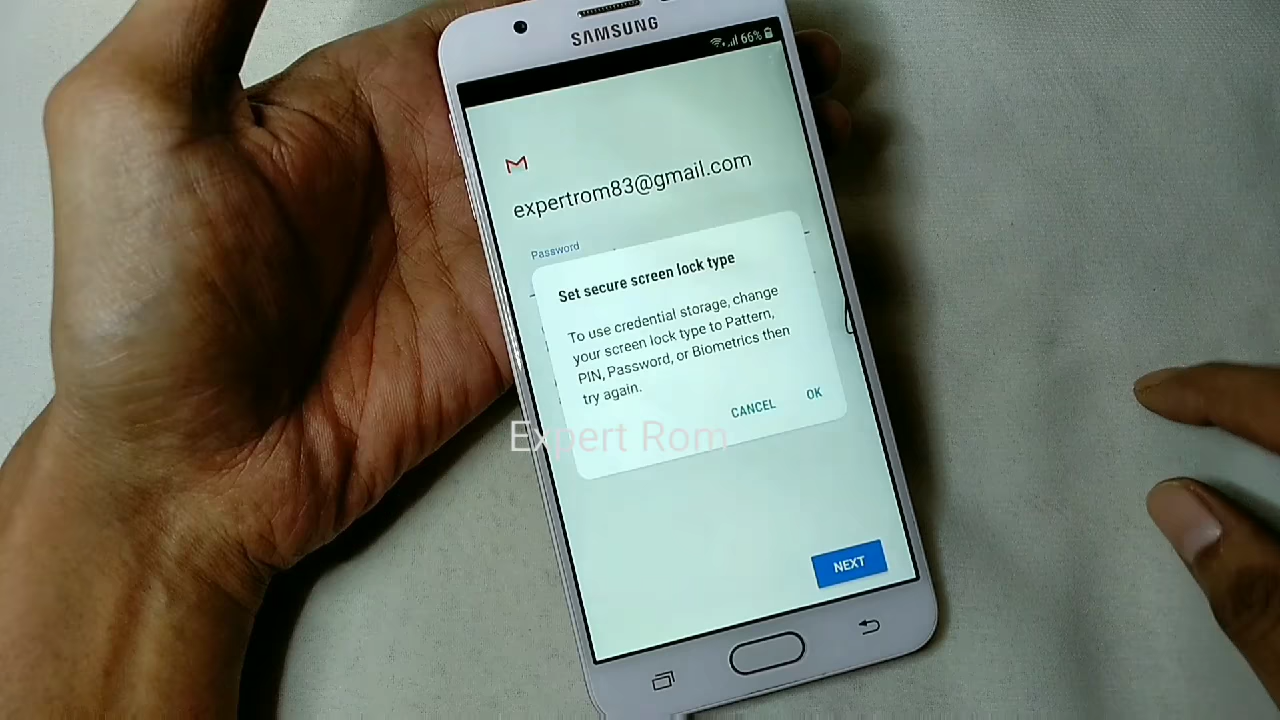 SAMSUNG
66%
expertrom83@gmail.com
Password
Set secure screen lock type
To use credential storage, change
your screen lock type to Pattern,
PIN, Password, or Biometrics then
try again.
CANCEL OK
Expert Rom
NEXT